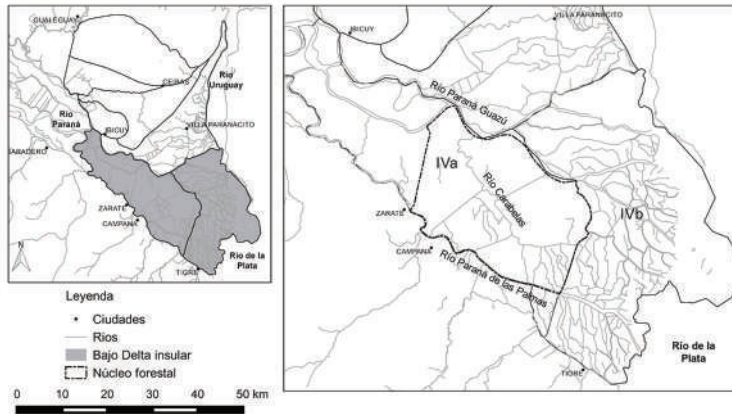 GUALEGUAY
CEIBAS
Río
Uruguay
Río
Paraná
IBICUY
VILLA PARANACITO
BARADERO
ZARATE
CAMPANA
N
Río de la
Plata
TIGRE
Leyenda
Ciudades
Rios
Bajo Delta insular
Núcleo forestal
0 10 20 30 40 50 km
IBICUY
VILLA PARANACITO
Río Paraná Guazú
IVa
Río Carabelas
IVb
ZARATE
CAMPANA
Río Paraná de las Palmas
Río de la
Plata
TIGRE